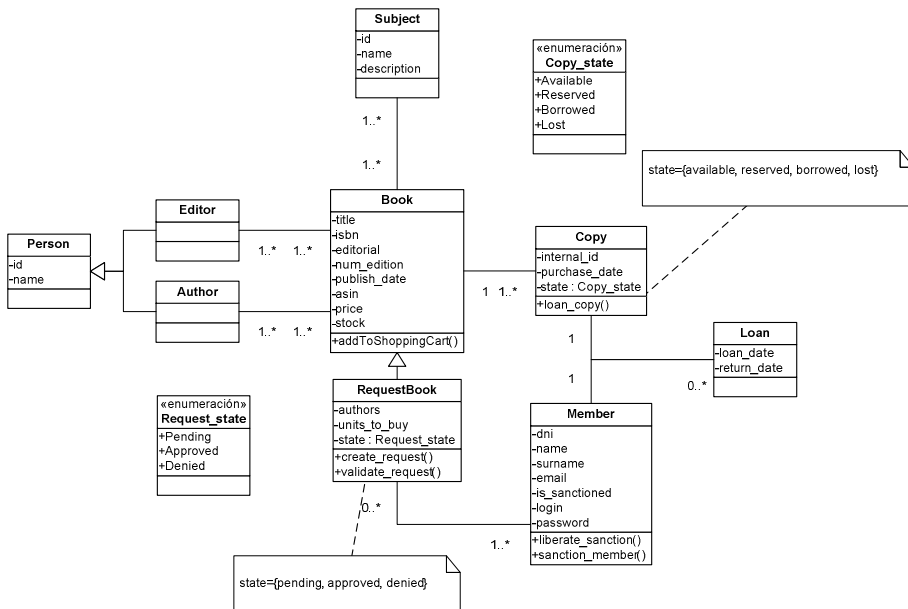 Subject
-id
-name
-description
«enumeración»
Copy_state
+Available
+Reserved
+Borrowed
+Lost
1..*
1..*
state={available, reserved, borrowed, lost}
Book
-title
-isbn
-editorial
-num_edition
-publish_date
-asin
-price
-stock
+addToShoppingCart()
Editor
1..* 1..*
Person
-id
-name
Author
1..* 1..*
Copy
-internal_id
-purchase_date
-state : Copy_state
+loan_copy()
1 1..*
1
1
Loan
-loan_date
-return_date
0..*
RequestBook
-authors
-units_to_buy
-state : Request_state
+create_request()
+validate_request()
«enumeración»
Request_state
+Pending
+Approved
+Denied
Member
-dni
-name
-surname
-email
-is_sanctioned
-login
-password
+liberate_sanction()
+sanction_member()
0..*
1..*
state={pending, approved, denied}